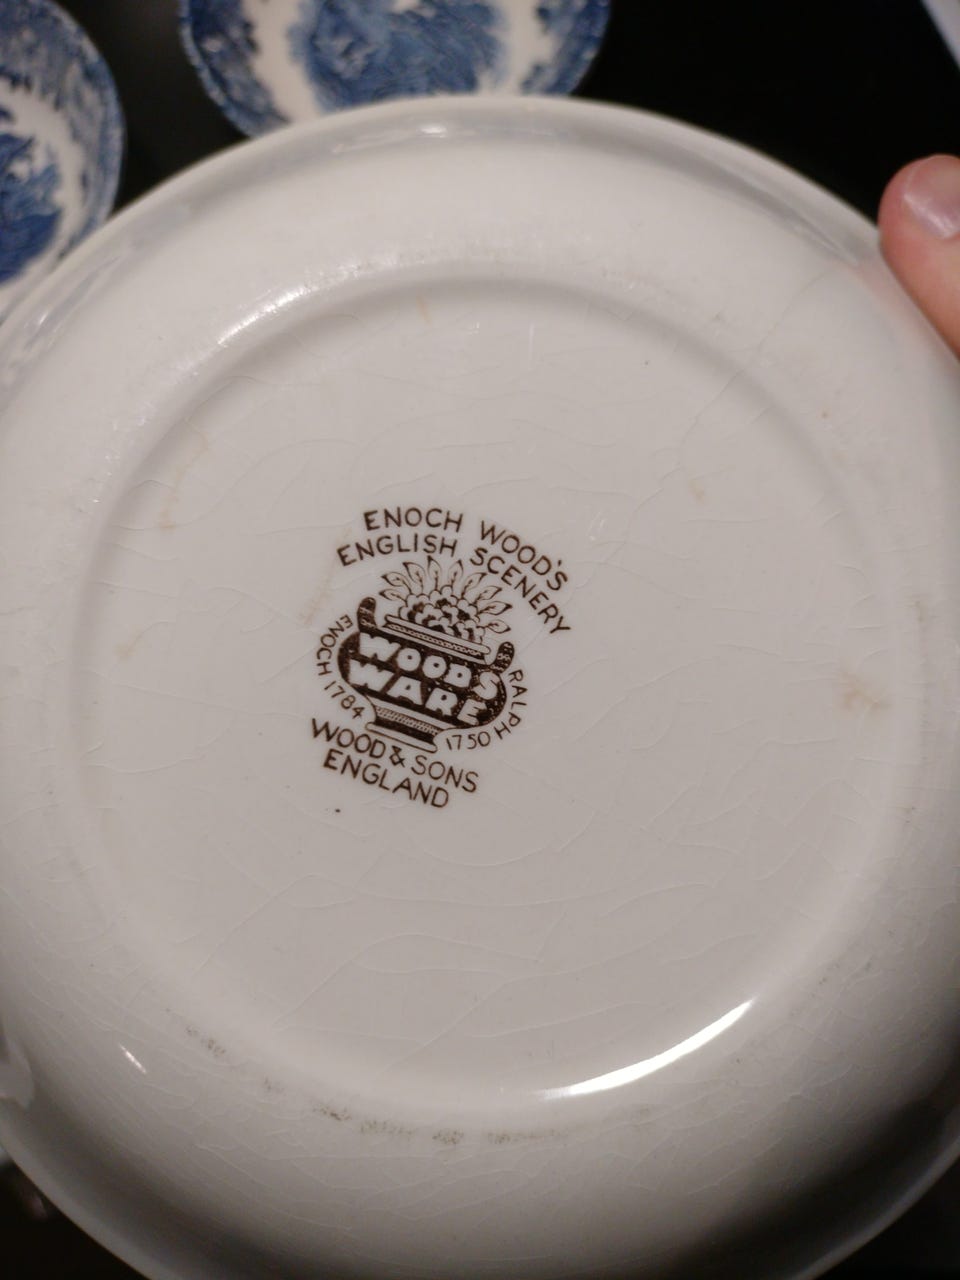 ENOCH WOOD'S
ENGLISH SCENERY
WOOD'S
WARE
ENOCH 1784
RALPH 1750
WOOD & SONS
ENGLAND